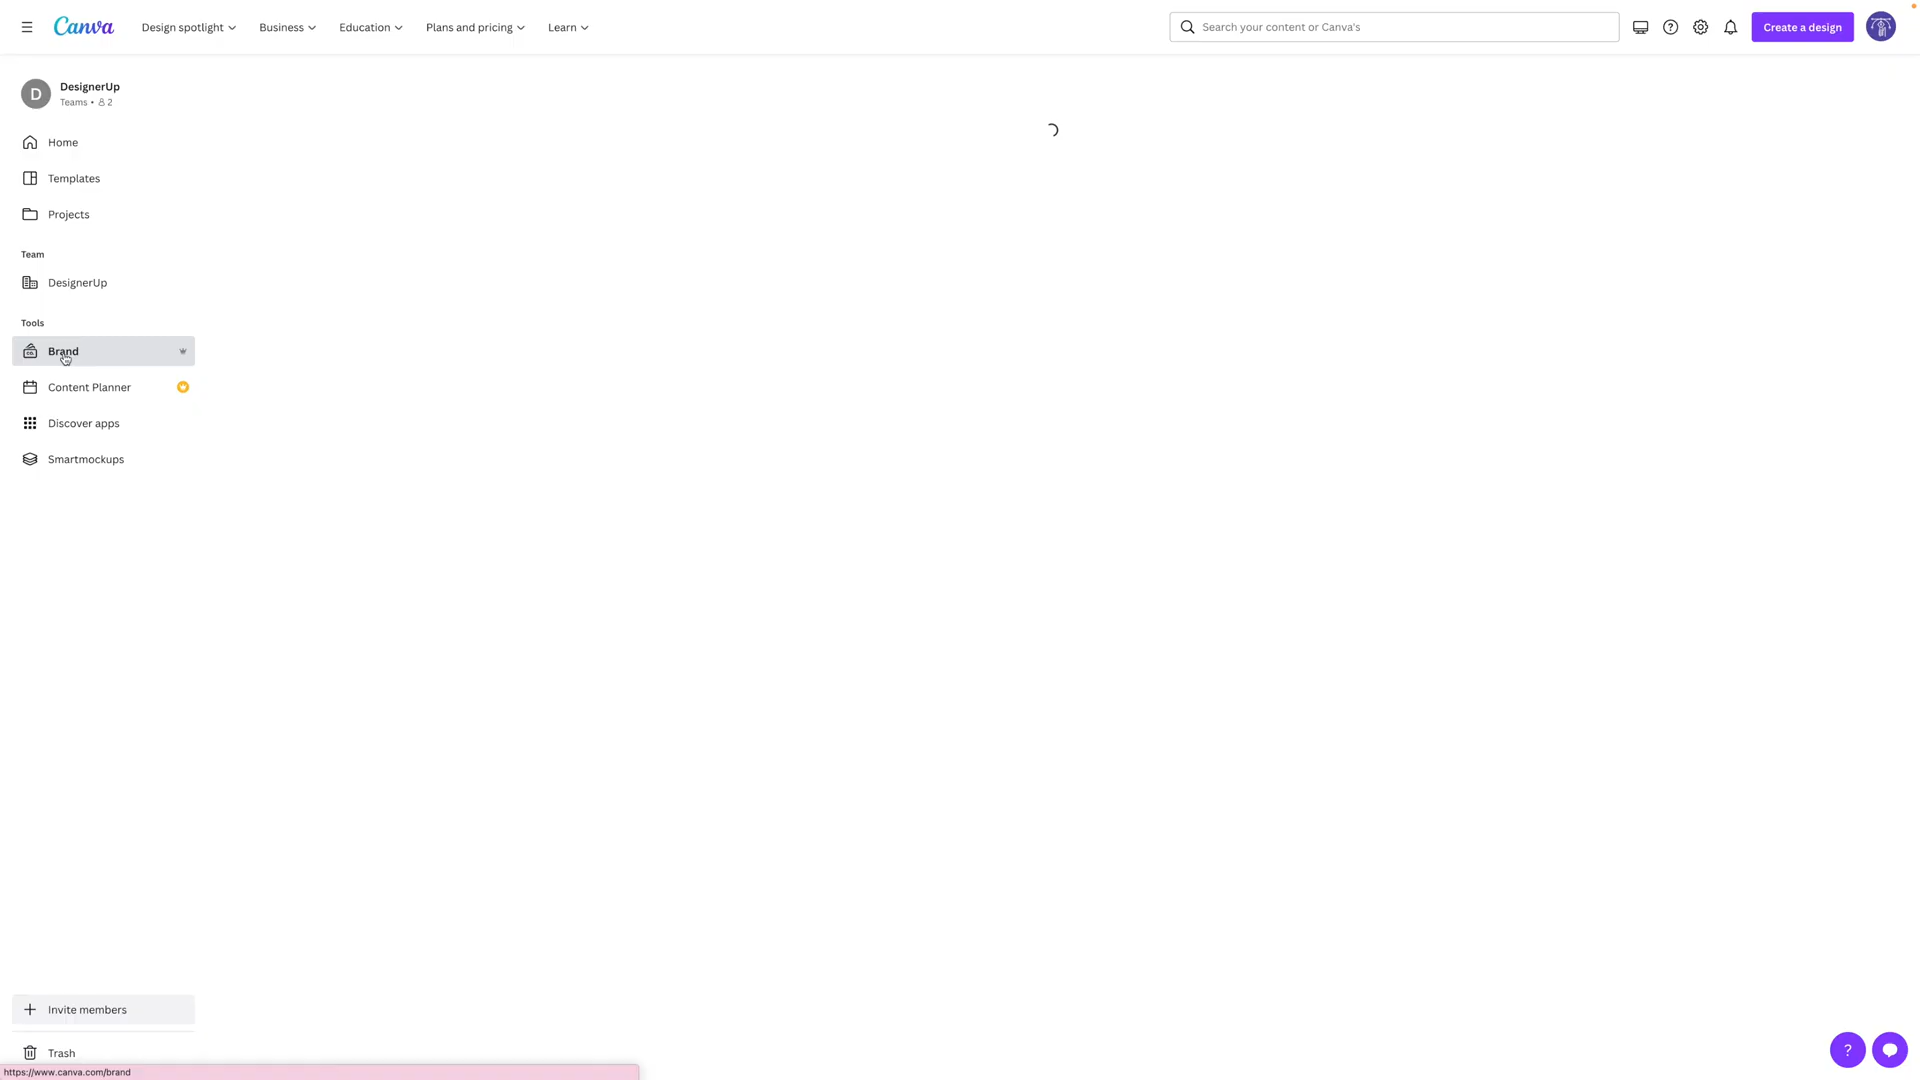 Canva
Design spotlight
Business
Education
Plans and pricing
Learn
Search your content or Canva's
Create a design
D
DesignerUp
Teams • 2
Home
Templates
Projects
Team
DesignerUp
Tools
Brand
Content Planner
Discover apps
Smartmockups
Invite members
Trash
https://www.canva.com/brand
?